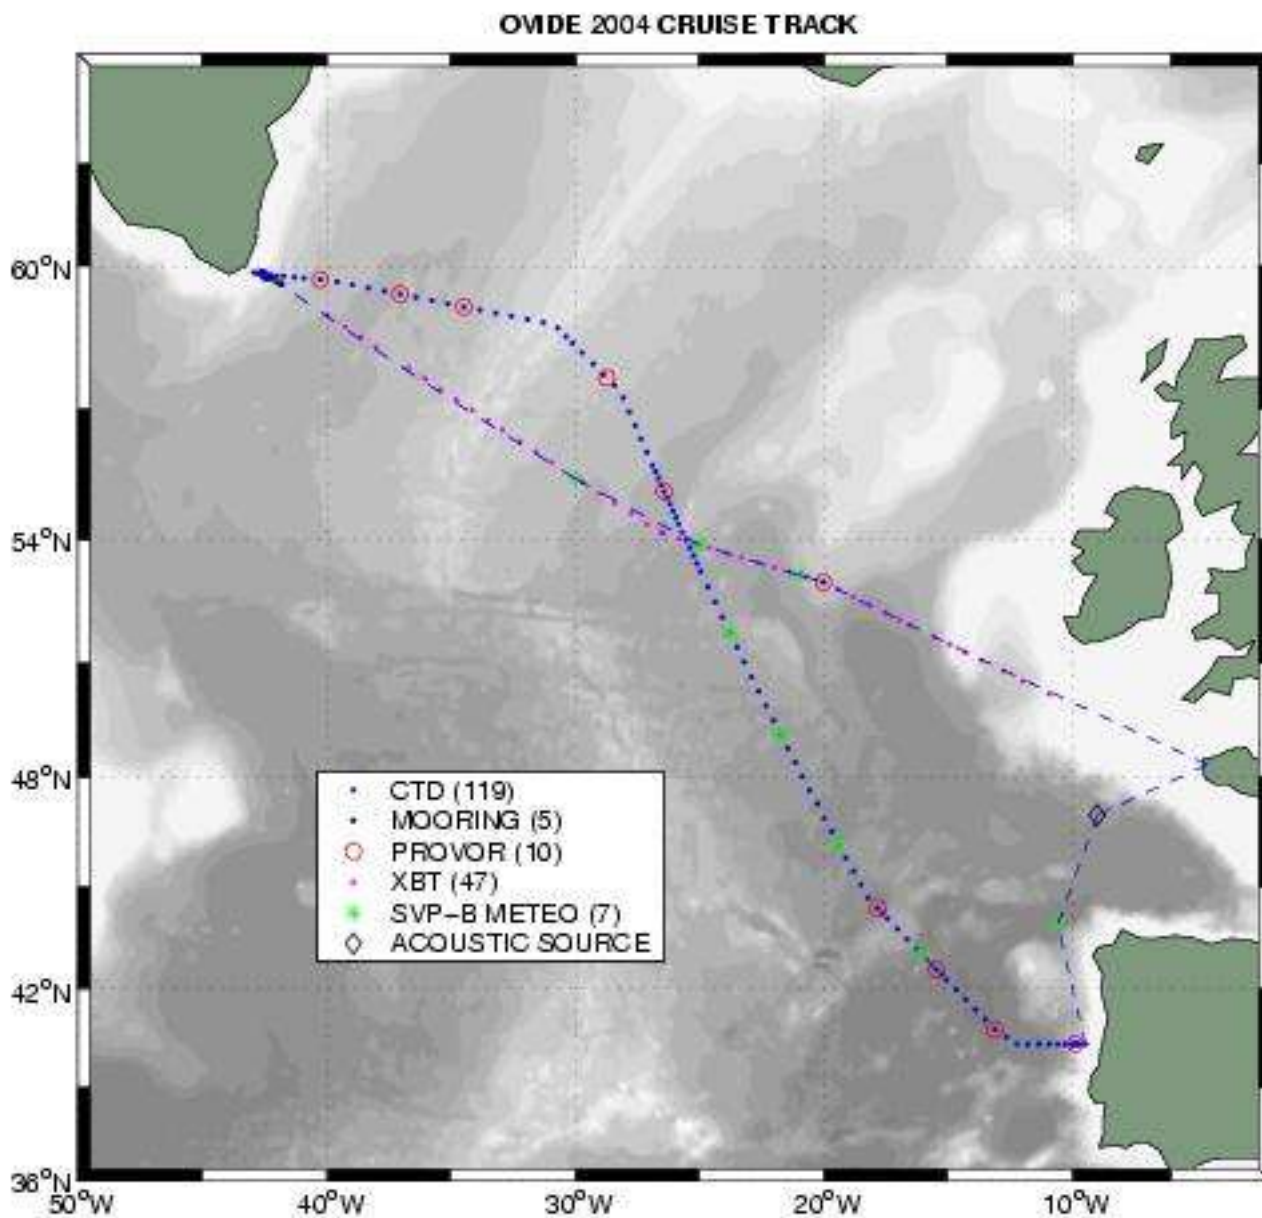 OVIDE 2004 CRUISE TRACK
60°N
54°N
48°N
42°N
36°N
CTD (119)
MOORING (5)
PROVOR (10)
XBT (47)
SVP-B METEO (7)
ACOUSTIC SOURCE
50°W
40°W
30°W
20°W
10°W